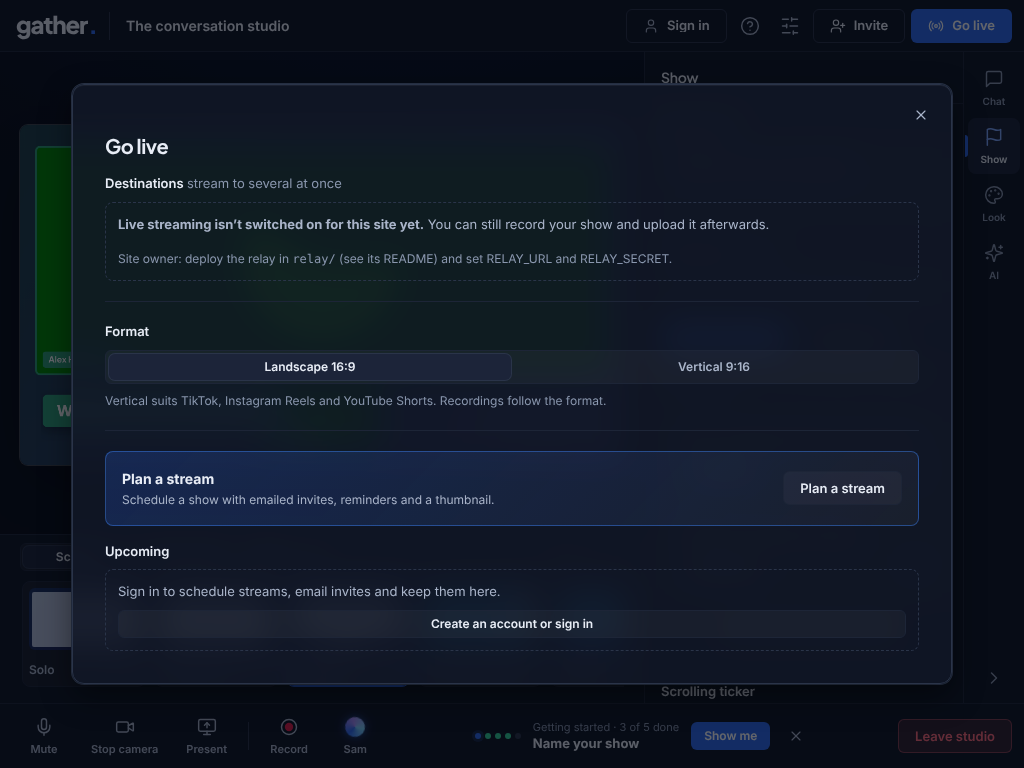 gather.
The conversation studio
Sign in
Invite
Go live
Show
Chat
Show
Look
AI
Go live
Destinations stream to several at once
Live streaming isn’t switched on for this site yet. You can still record your show and upload it afterwards.
Site owner: deploy the relay in relay/ (see its README) and set RELAY_URL and RELAY_SECRET.
Format
Landscape 16:9
Vertical 9:16
Vertical suits TikTok, Instagram Reels and YouTube Shorts. Recordings follow the format.
Plan a stream
Schedule a show with emailed invites, reminders and a thumbnail.
Plan a stream
Upcoming
Sign in to schedule streams, email invites and keep them here.
Create an account or sign in
Alex
Solo
Scrolling ticker
Mute
Stop camera
Present
Record
Sam
Getting started · 3 of 5 done
Name your show
Show me
Leave studio